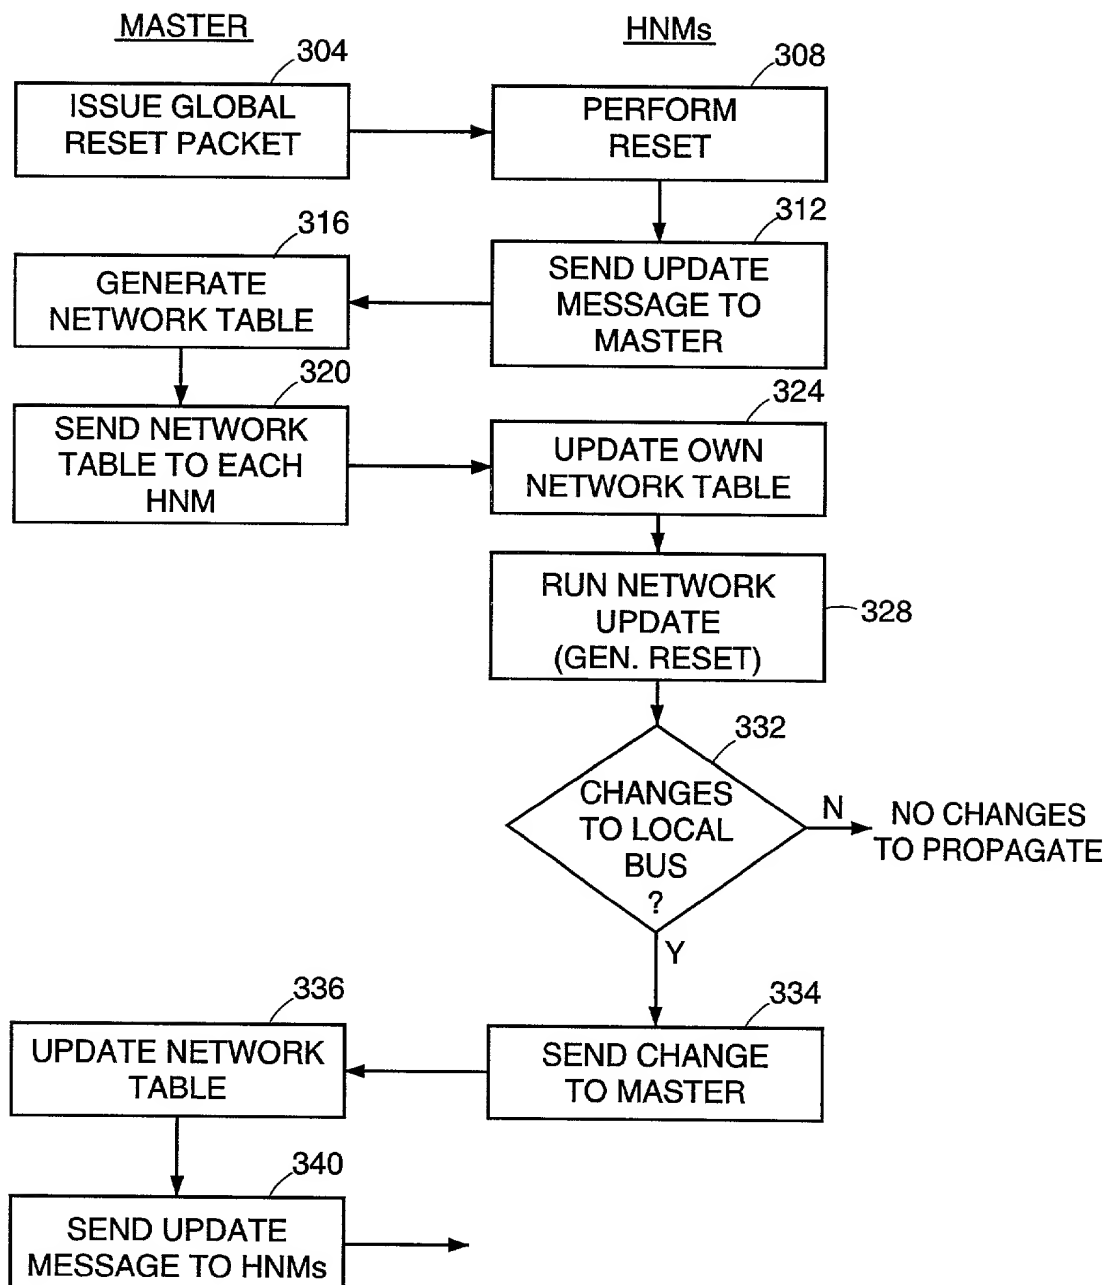 MASTER
HNMs
304
308
ISSUE GLOBAL
RESET PACKET
PERFORM
RESET
316
312
GENERATE
NETWORK TABLE
SEND UPDATE
MESSAGE TO
MASTER
320
324
SEND NETWORK
TABLE TO EACH
HNM
UPDATE OWN
NETWORK TABLE
RUN NETWORK
UPDATE
(GEN. RESET)
328
332
CHANGES
TO LOCAL
BUS
?
N
NO CHANGES
TO PROPAGATE
Y
336
334
UPDATE NETWORK
TABLE
SEND CHANGE
TO MASTER
340
SEND UPDATE
MESSAGE TO HNMs